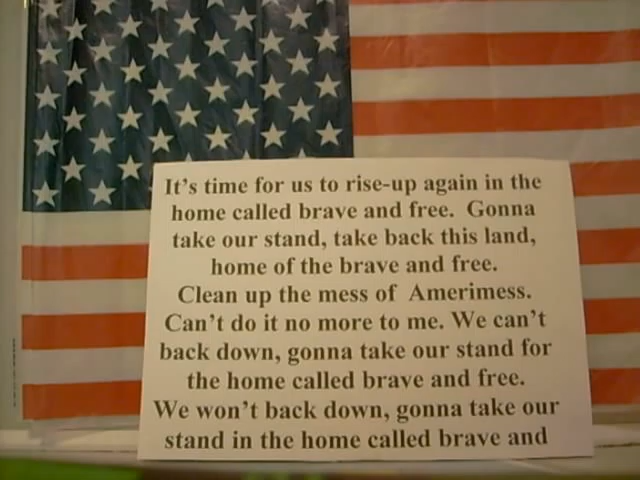 It's time for us to rise-up again in the
home called brave and free.  Gonna
take our stand, take back this land,
home of the brave and free.
Clean up the mess of  Amerimess.
Can't do it no more to me. We can't
back down, gonna take our stand for
the home called brave and free.
We won't back down, gonna take our
stand in the home called brave and